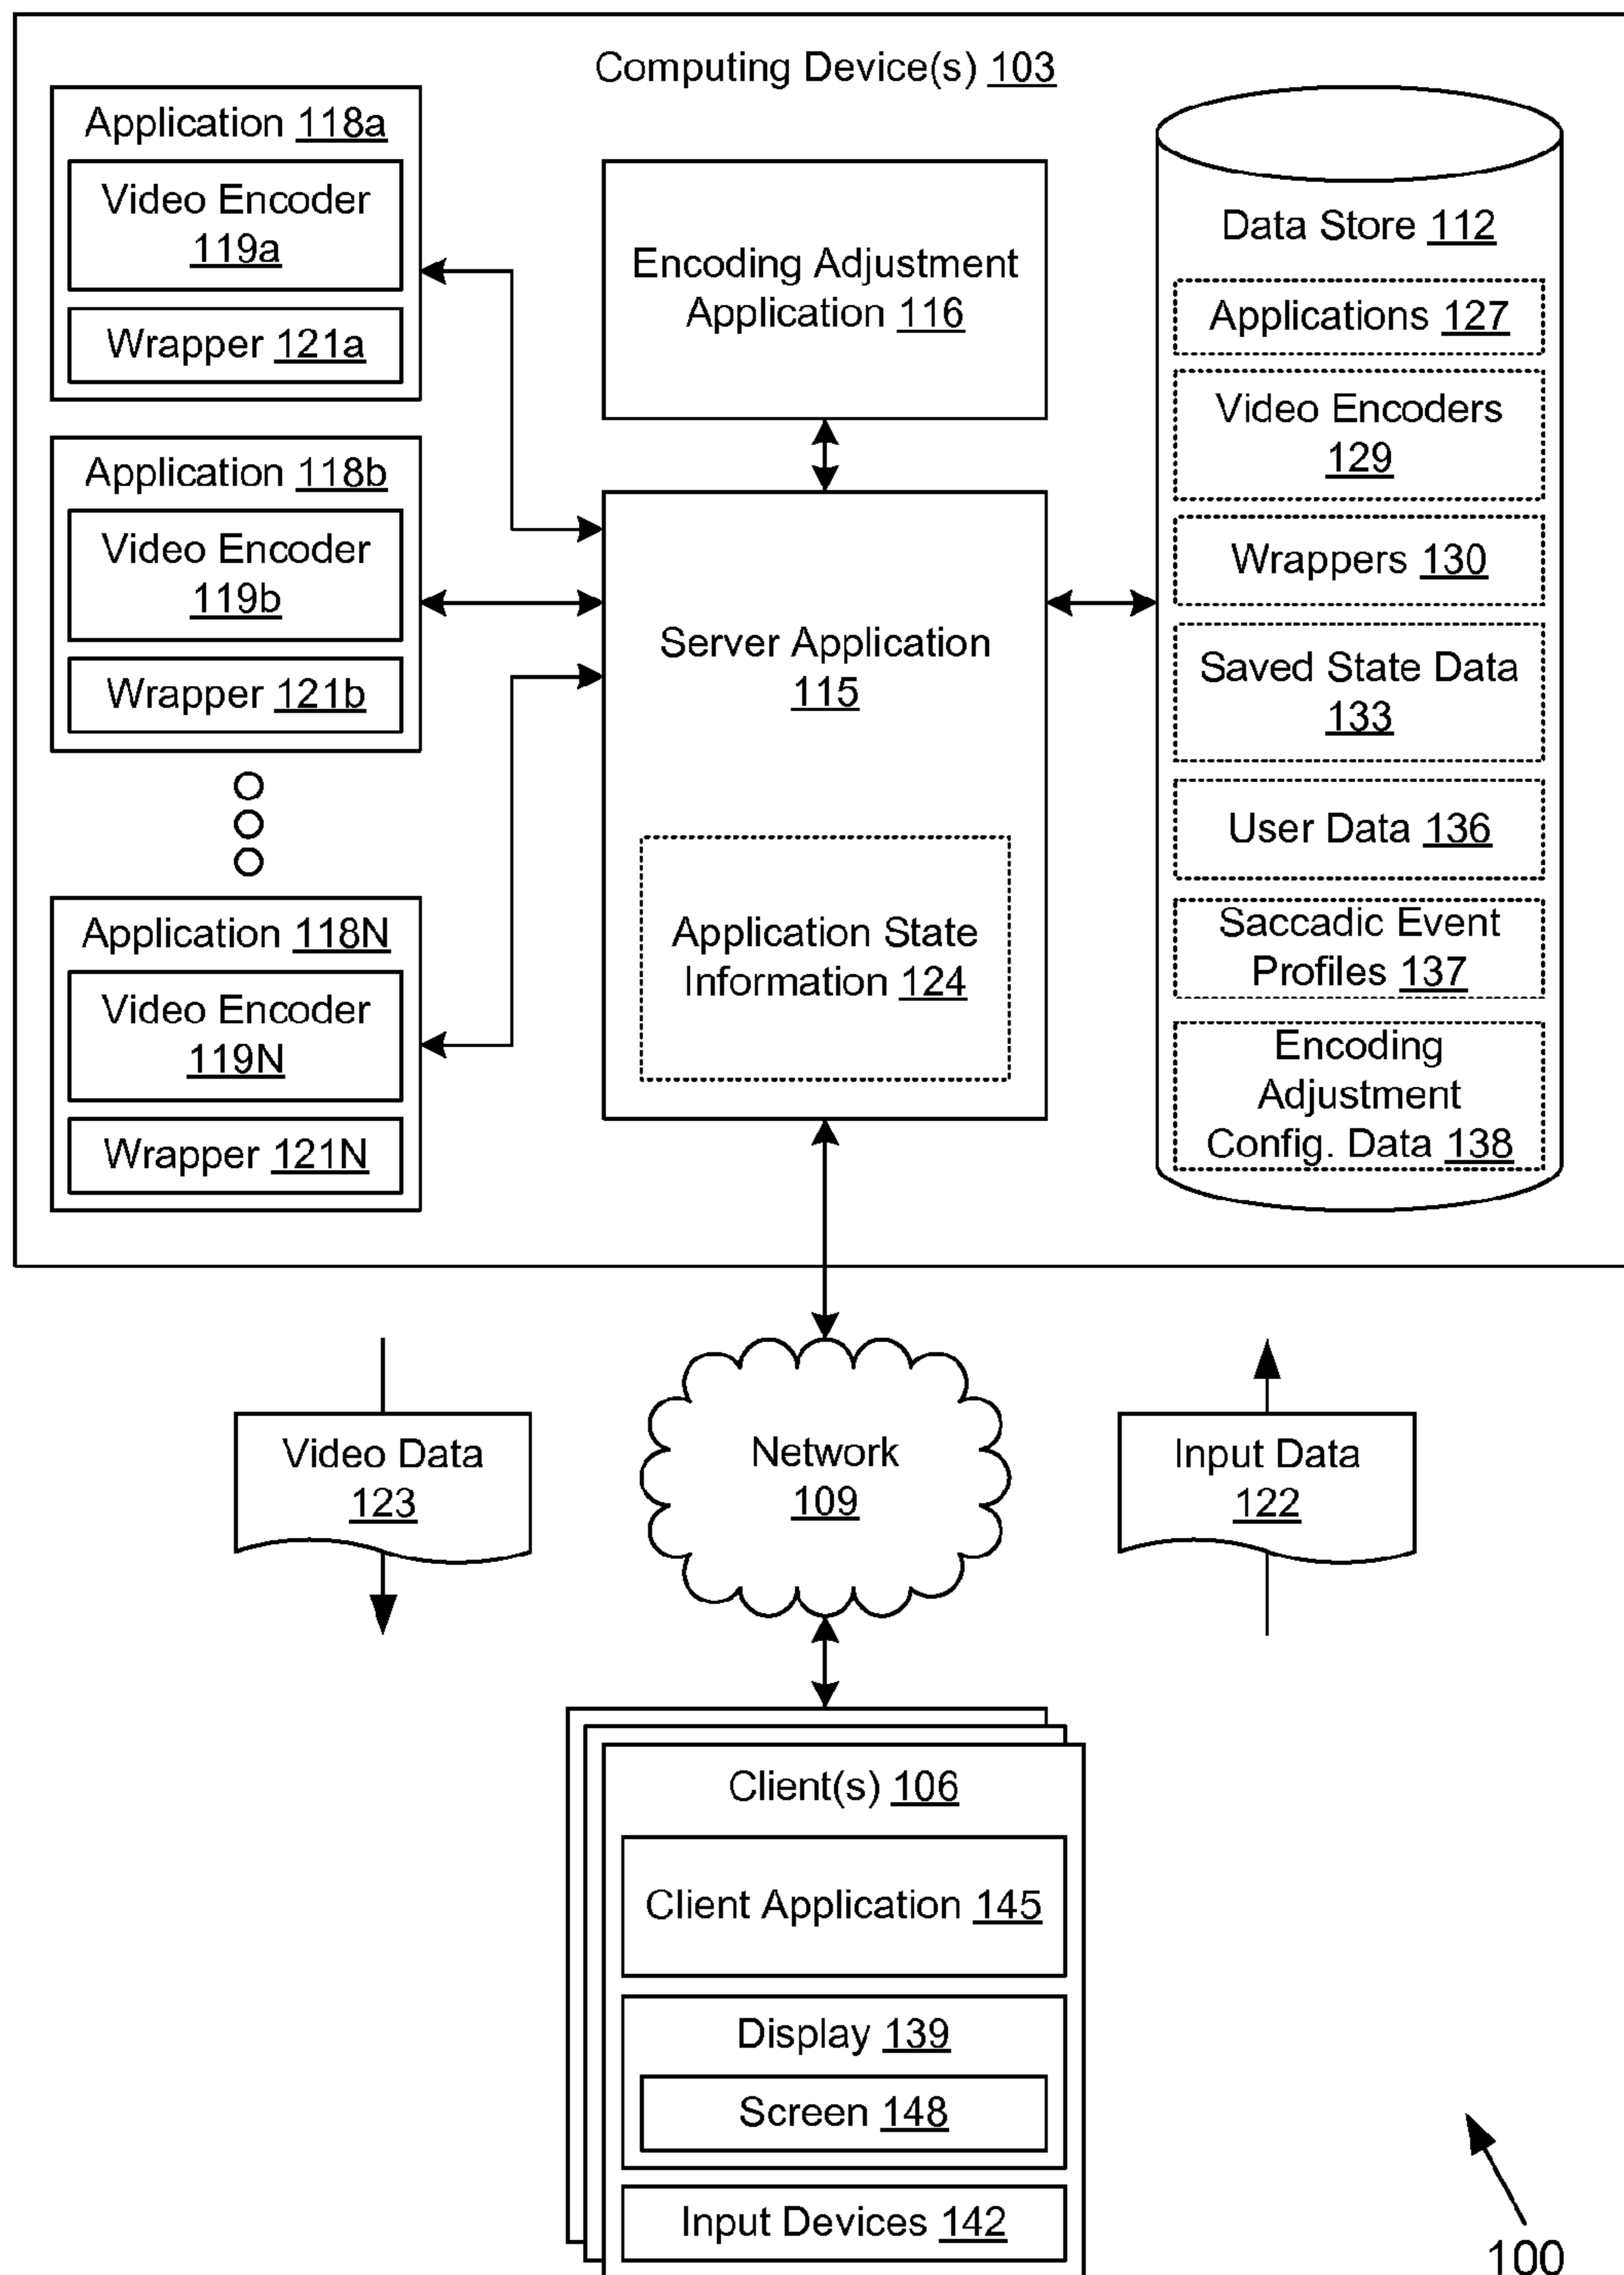 Computing Device(s) 103
Application 118a
Video Encoder
119a
Wrapper 121a
Application 118b
Video Encoder
119b
Wrapper 121b
Application 118N
Video Encoder
119N
Wrapper 121N
Encoding Adjustment
Application 116
Server Application
115
Application State
Information 124
Data Store 112
Applications 127
Video Encoders
129
Wrappers 130
Saved State Data
133
User Data 136
Saccadic Event
Profiles 137
Encoding
Adjustment
Config. Data 138
Video Data
123
Network
109
Input Data
122
Client(s) 106
Client Application 145
Display 139
Screen 148
Input Devices 142
100